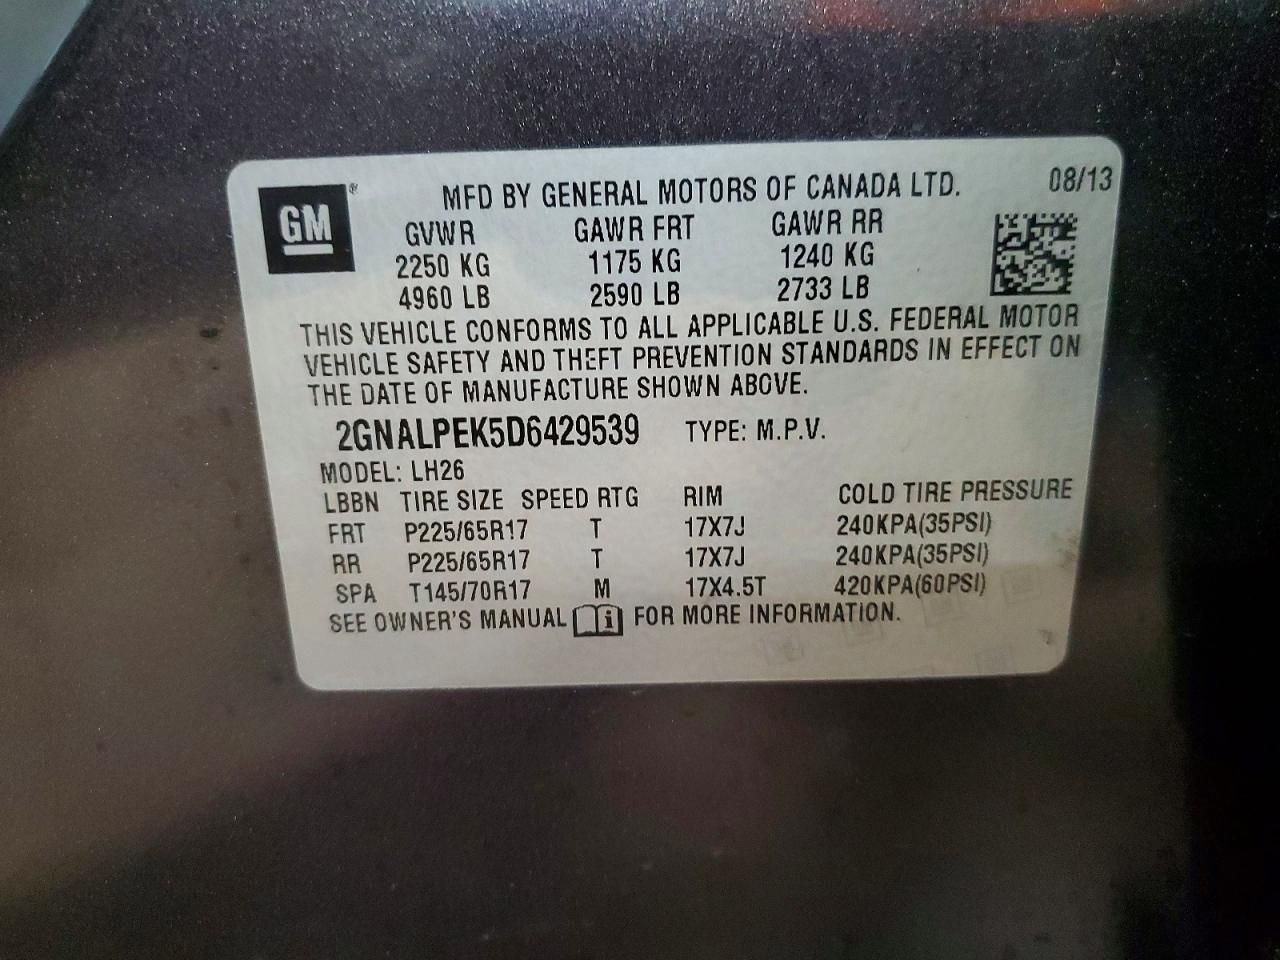 GM® MFD BY GENERAL MOTORS OF CANADA LTD. 08/13
GVWR GAWR FRT GAWR RR
2250 KG 1175 KG 1240 KG
4960 LB 2590 LB 2733 LB
THIS VEHICLE CONFORMS TO ALL APPLICABLE U.S. FEDERAL MOTOR
VEHICLE SAFETY AND THEFT PREVENTION STANDARDS IN EFFECT ON
THE DATE OF MANUFACTURE SHOWN ABOVE.
2GNALPEK5D6429539 TYPE: M.P.V.
MODEL: LH26
LBBN TIRE SIZE SPEED RTG RIM COLD TIRE PRESSURE
FRT P225/65R17 T 17X7J 240KPA(35PSI)
RR P225/65R17 T 17X7J 240KPA(35PSI)
SPA T145/70R17 M 17X4.5T 420KPA(60PSI)
SEE OWNER'S MANUAL i FOR MORE INFORMATION.